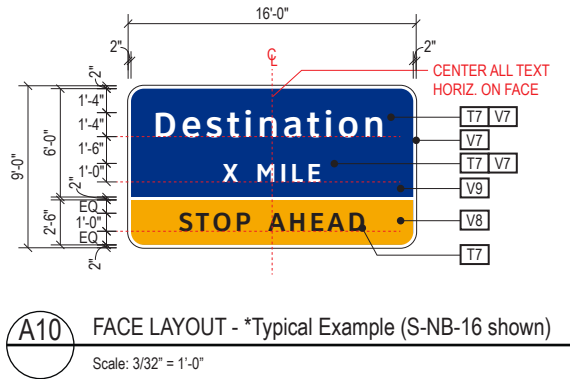 16'-0"
2"
2"
℄
CENTER ALL TEXT
HORIZ. ON FACE
2"
1'-4"
1'-4"
1'-6"
1'-0"
2"
6'-0"
9'-0"
2'-6"
EQ
1'-0"
EQ
2"
Destination
X MILE
STOP AHEAD
T7 V7
V7
T7 V7
V9
V8
T7
A10 FACE LAYOUT - *Typical Example (S-NB-16 shown)
Scale: 3/32" = 1'-0"